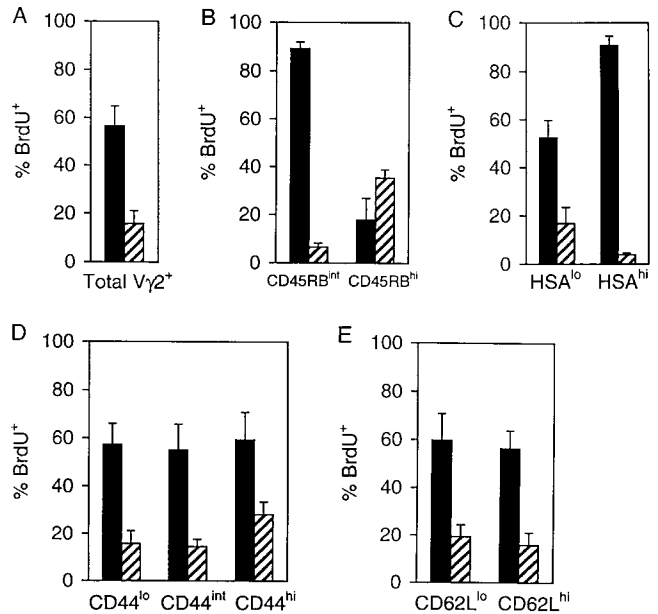 A
% BrdU⁺
100
80
60
40
20
0
Total Vγ2⁺
B
% BrdU⁺
100
80
60
40
20
0
CD45RBⁱⁿᵗ CD45RBʰⁱ
C
% BrdU⁺
100
80
60
40
20
0
HSAˡᵒ HSAʰⁱ
D
% BrdU⁺
100
80
60
40
20
0
CD44ˡᵒ CD44ⁱⁿᵗ CD44ʰⁱ
E
% BrdU⁺
100
80
60
40
20
0
CD62Lˡᵒ CD62Lʰⁱ